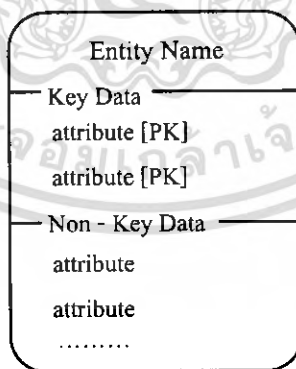 Entity Name
Key Data
attribute [PK]
attribute [PK]
Non - Key Data
attribute
attribute
.........